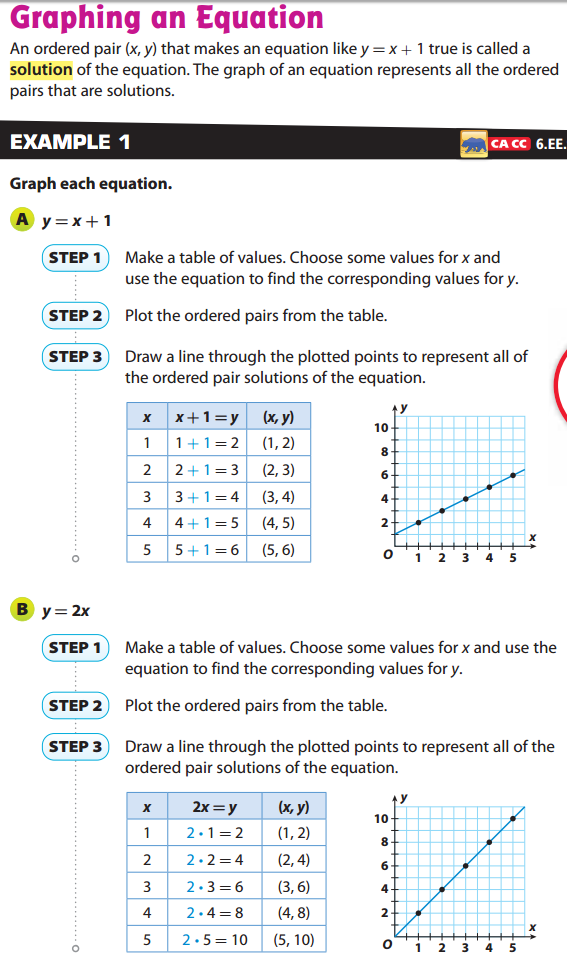 Graphing an Equation
An ordered pair (x, y) that makes an equation like y = x + 1 true is called a
solution of the equation. The graph of an equation represents all the ordered
pairs that are solutions.
EXAMPLE 1
CA CC 6.EE.
Graph each equation.
A y = x + 1
STEP 1 Make a table of values. Choose some values for x and
use the equation to find the corresponding values for y.
STEP 2 Plot the ordered pairs from the table.
STEP 3 Draw a line through the plotted points to represent all of
the ordered pair solutions of the equation.
x x + 1 = y (x, y)
1 1 + 1 = 2 (1, 2)
2 2 + 1 = 3 (2, 3)
3 3 + 1 = 4 (3, 4)
4 4 + 1 = 5 (4, 5)
5 5 + 1 = 6 (5, 6)
y
10
8
6
4
2
x
O 1 2 3 4 5
B y = 2x
STEP 1 Make a table of values. Choose some values for x and use the
equation to find the corresponding values for y.
STEP 2 Plot the ordered pairs from the table.
STEP 3 Draw a line through the plotted points to represent all of the
ordered pair solutions of the equation.
x 2x = y (x, y)
1 2 • 1 = 2 (1, 2)
2 2 • 2 = 4 (2, 4)
3 2 • 3 = 6 (3, 6)
4 2 • 4 = 8 (4, 8)
5 2 • 5 = 10 (5, 10)
y
10
8
6
4
2
x
O 1 2 3 4 5